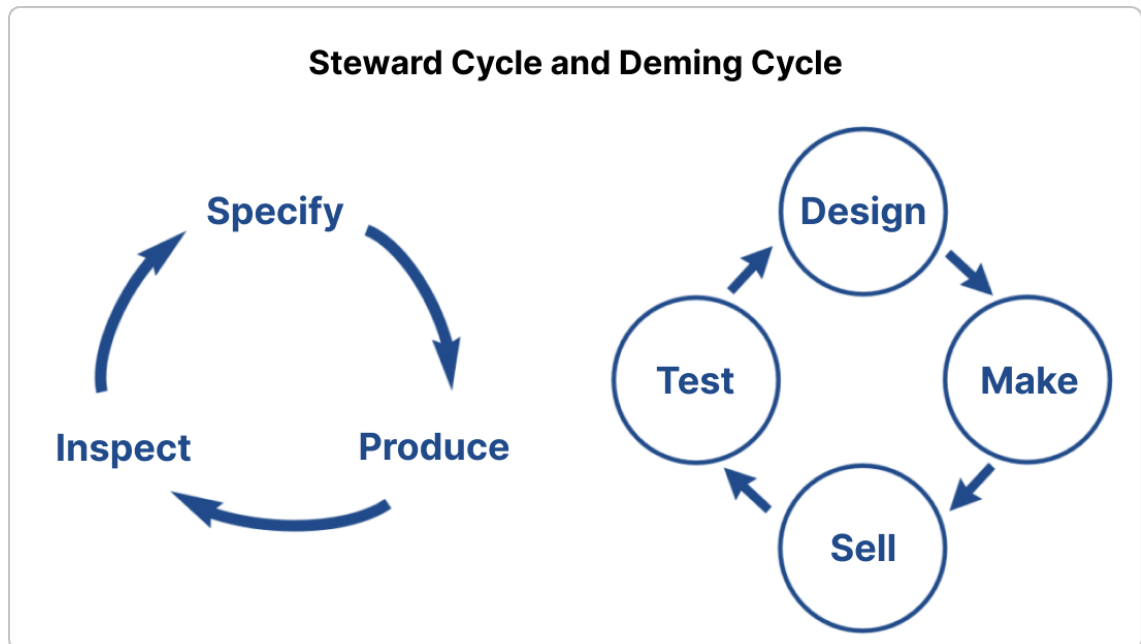 Steward Cycle and Deming Cycle
Specify
Produce
Inspect
Design
Make
Sell
Test